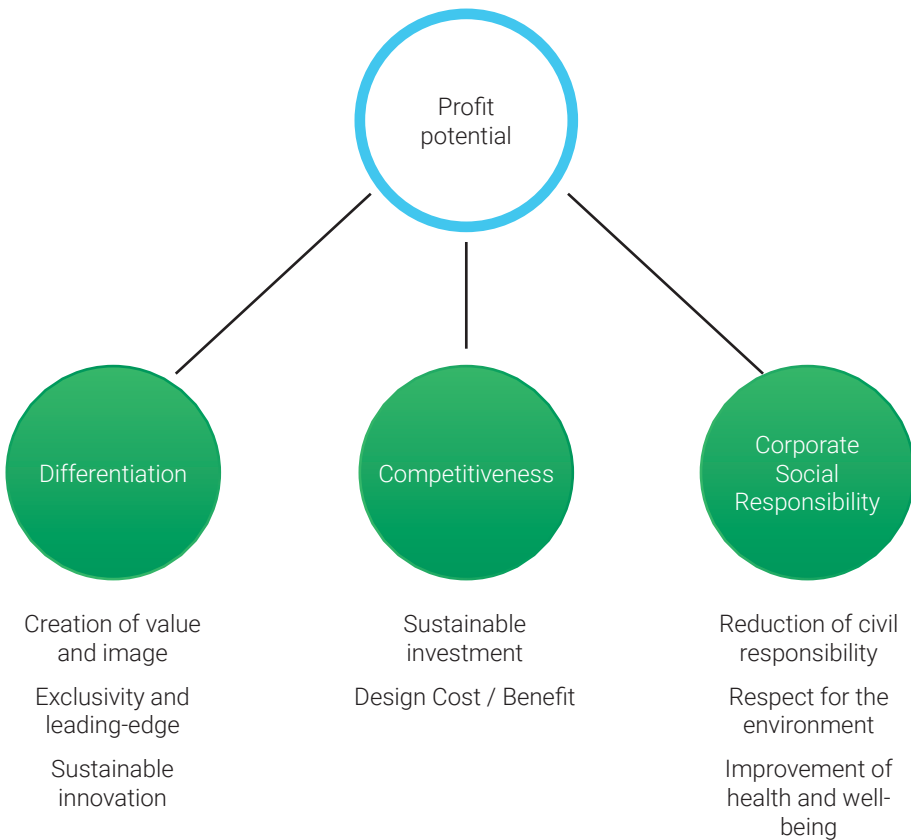 Profit
potential
Differentiation
Creation of value
and image
Exclusivity and
leading-edge
Sustainable
innovation
Competitiveness
Sustainable
investment
Design Cost / Benefit
Corporate
Social
Responsibility
Reduction of civil
responsibility
Respect for the
environment
Improvement of
health and well-
being